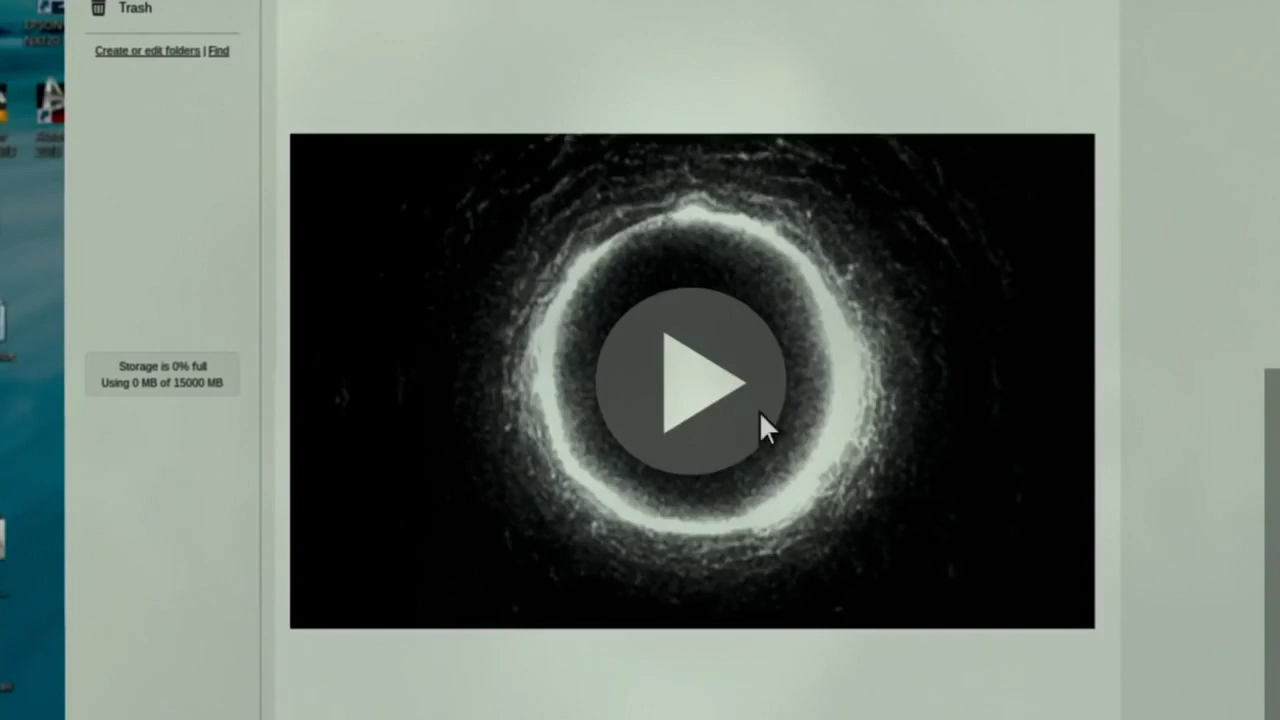 Trash
Create or edit folders | Find
Storage is 0% full
Using 0 MB of 15000 MB